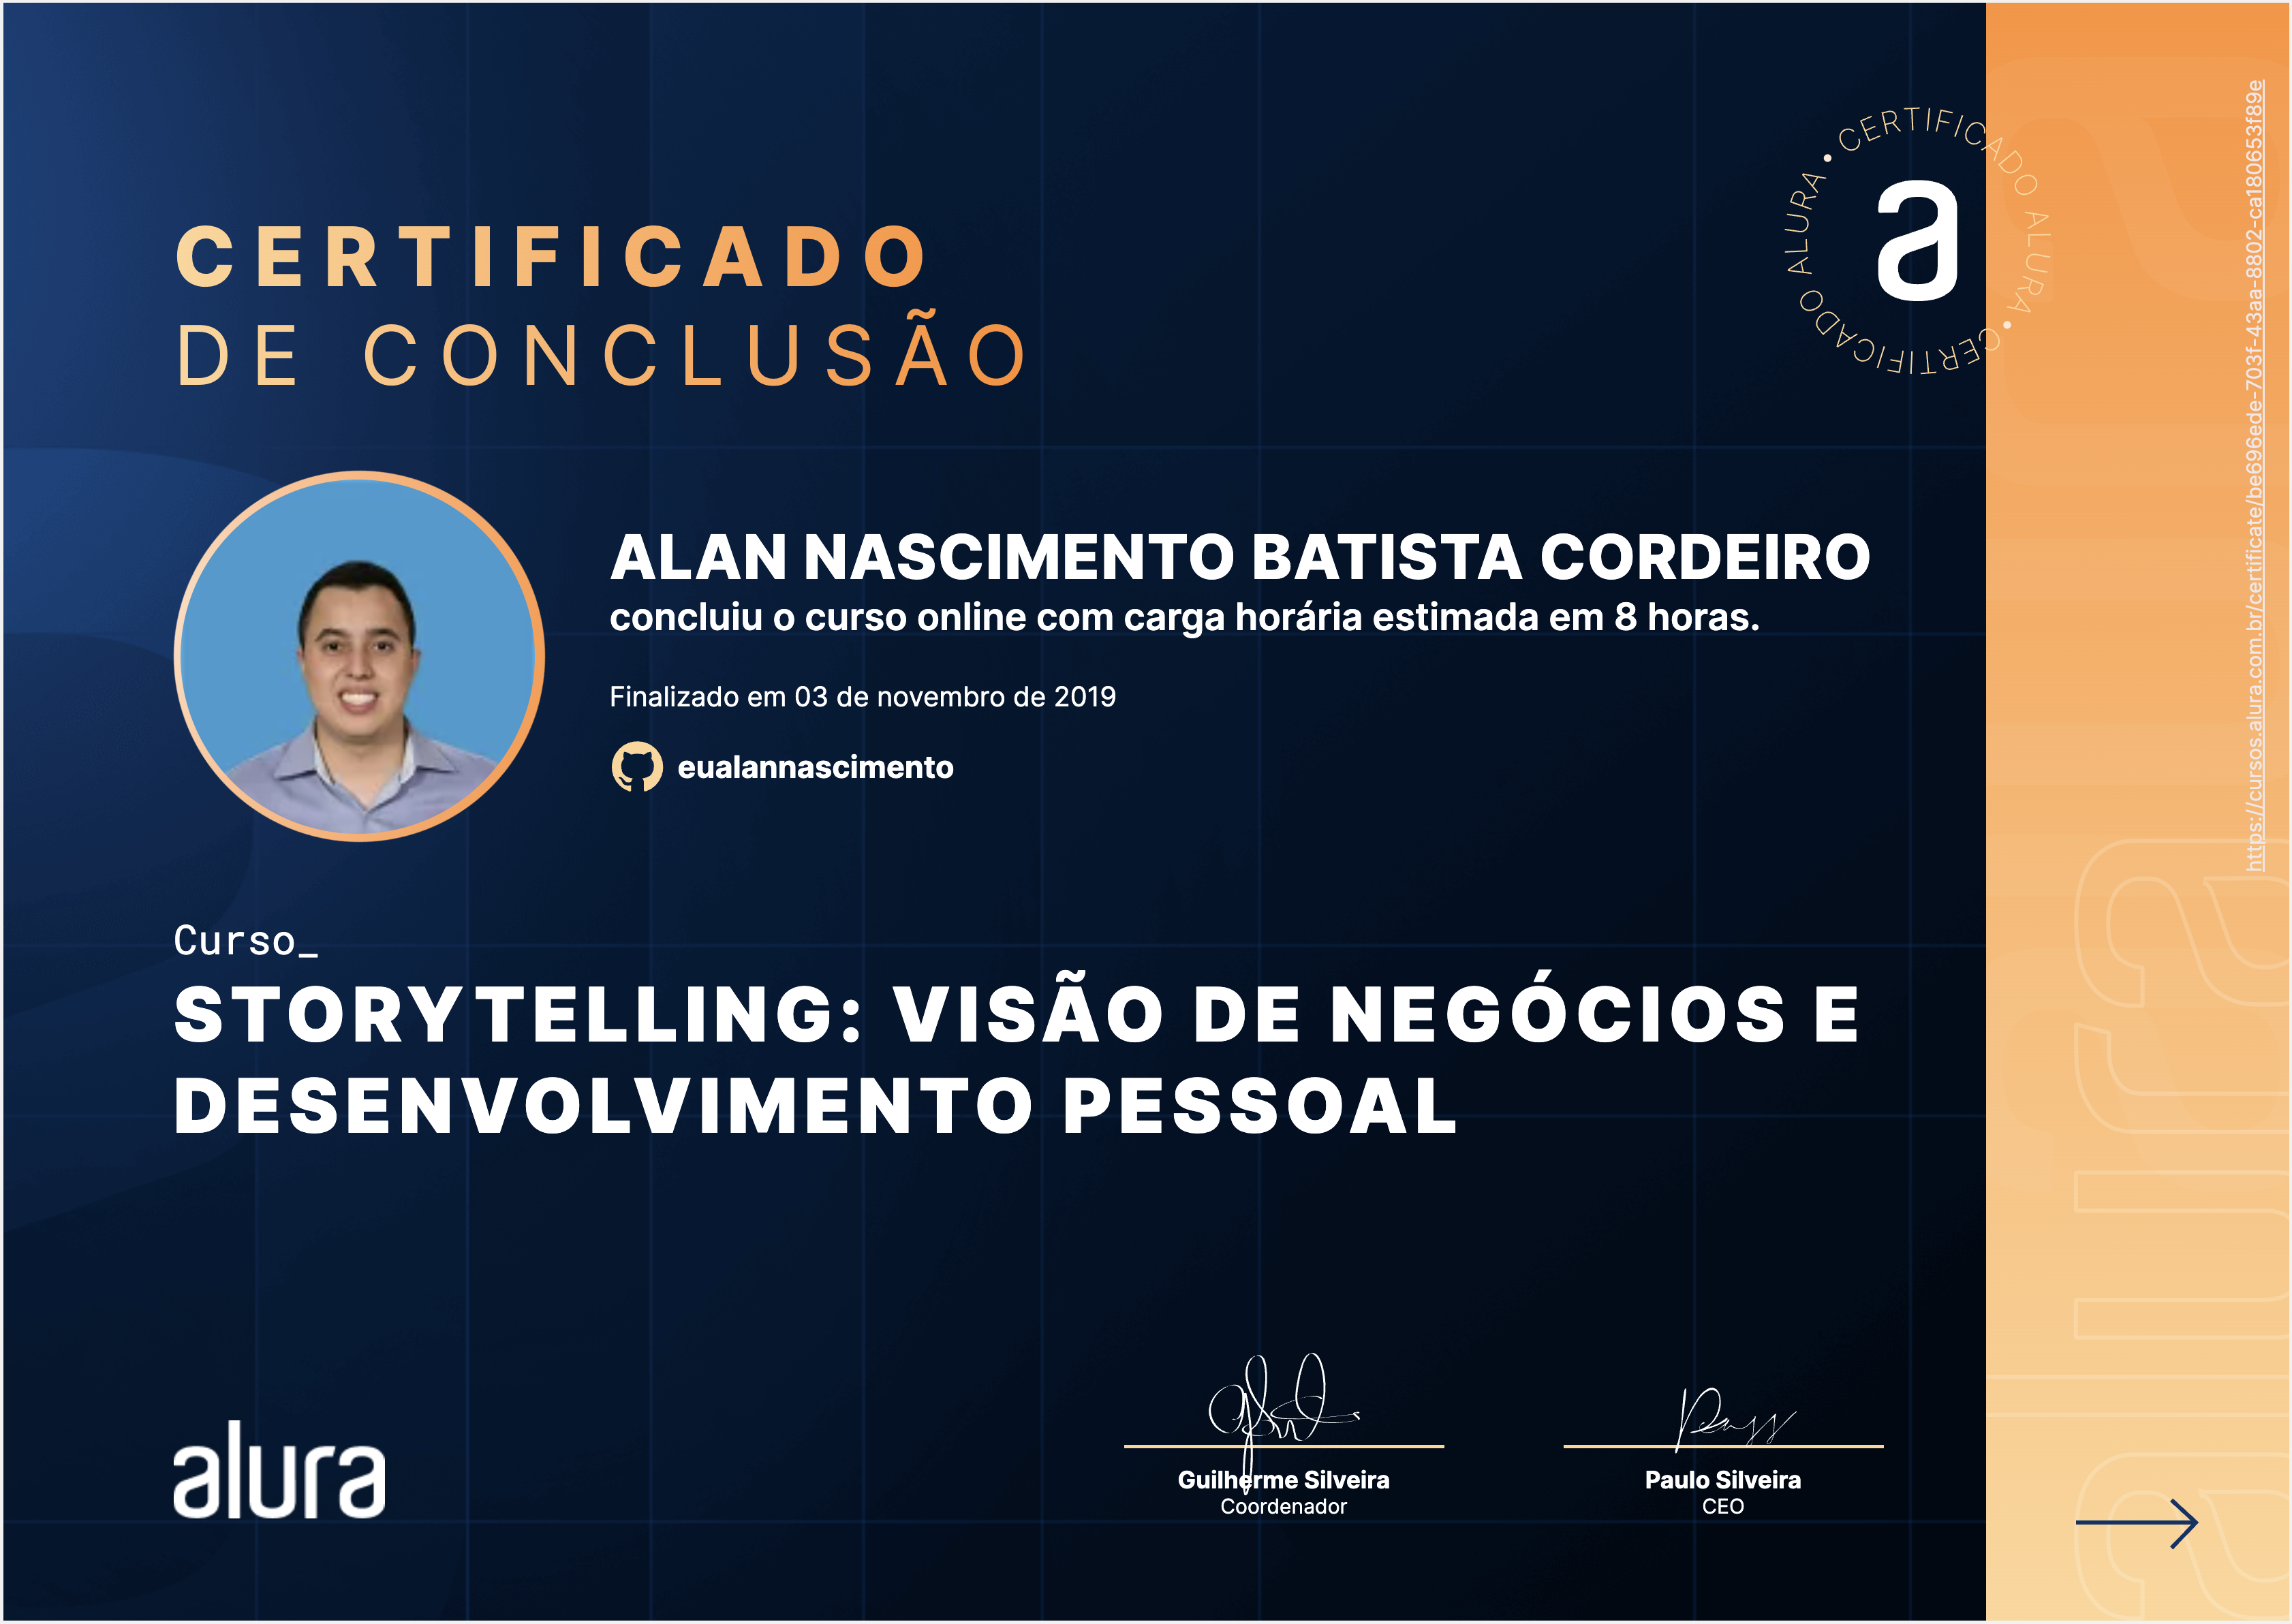 CERTIFICADO
DE CONCLUSÃO
CERTIFICADO ALURA • CERTIFICADO ALURA •
a
ALAN NASCIMENTO BATISTA CORDEIRO
concluiu o curso online com carga horária estimada em 8 horas.
Finalizado em 03 de novembro de 2019
eualannascimento
Curso_
STORYTELLING: VISÃO DE NEGÓCIOS E
DESENVOLVIMENTO PESSOAL
alura
Guilherme Silveira
Coordenador
Paulo Silveira
CEO
https://cursos.alura.com.br/certificate/be696ede-703f-43aa-8802-ca180653f89e
alura